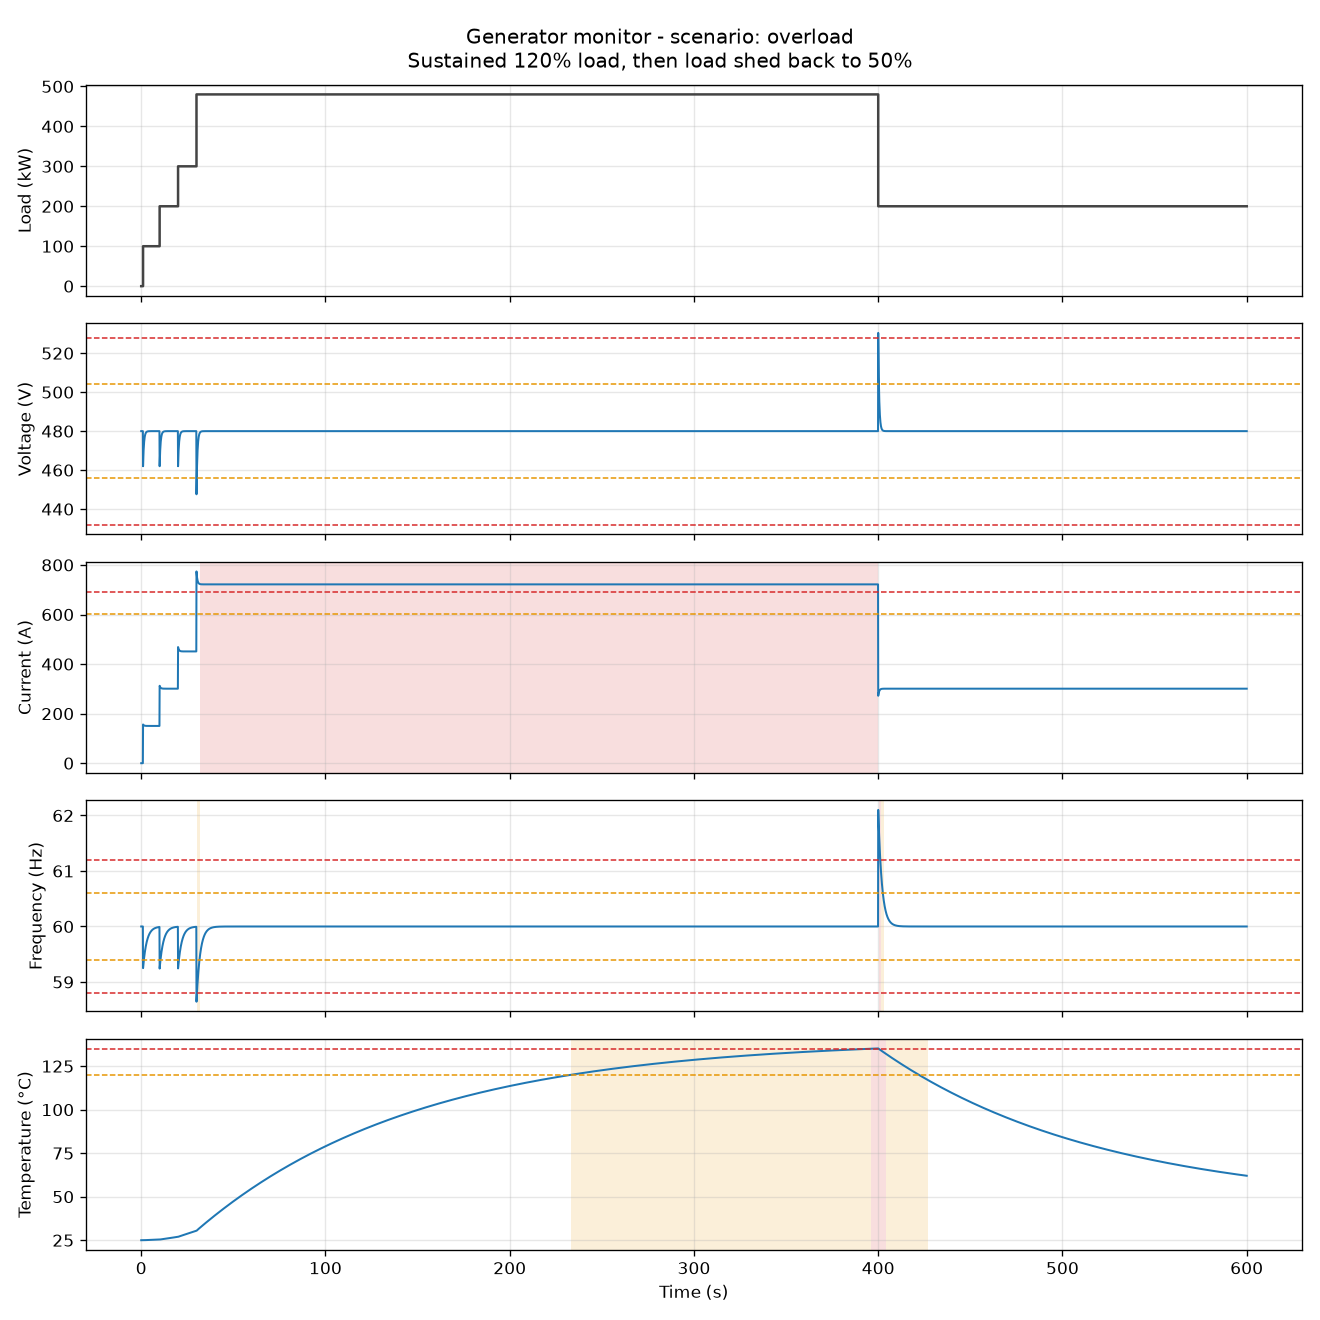 Generator monitor - scenario: overload
Sustained 120% load, then load shed back to 50%
500
400
300
200
100
0
Load (kW)
520
500
480
460
440
Voltage (V)
800
600
400
200
0
Current (A)
62
61
60
59
Frequency (Hz)
125
100
75
50
25
Temperature (°C)
0 100 200 300 400 500 600
Time (s)